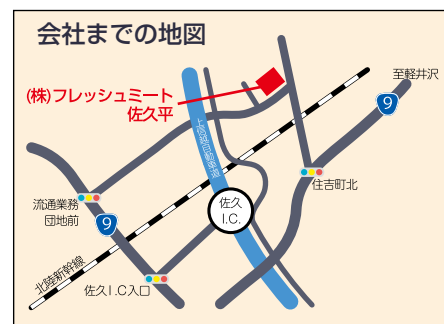 会社までの地図
至軽井沢
(株)フレッシュミート
佐久平
9
上信越自動車道
住吉町北
流通業務
団地前
佐久
I.C.
9
北陸新幹線
佐久I.C入口